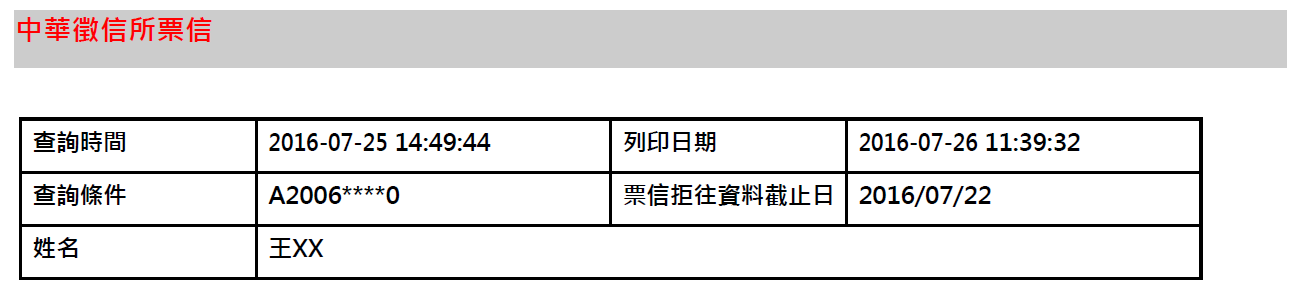 中華徵信所票信
查詢時間 2016-07-25 14:49:44 列印日期 2016-07-26 11:39:32
查詢條件 A2006****0 票信拒往資料截止日 2016/07/22
姓名 王XX